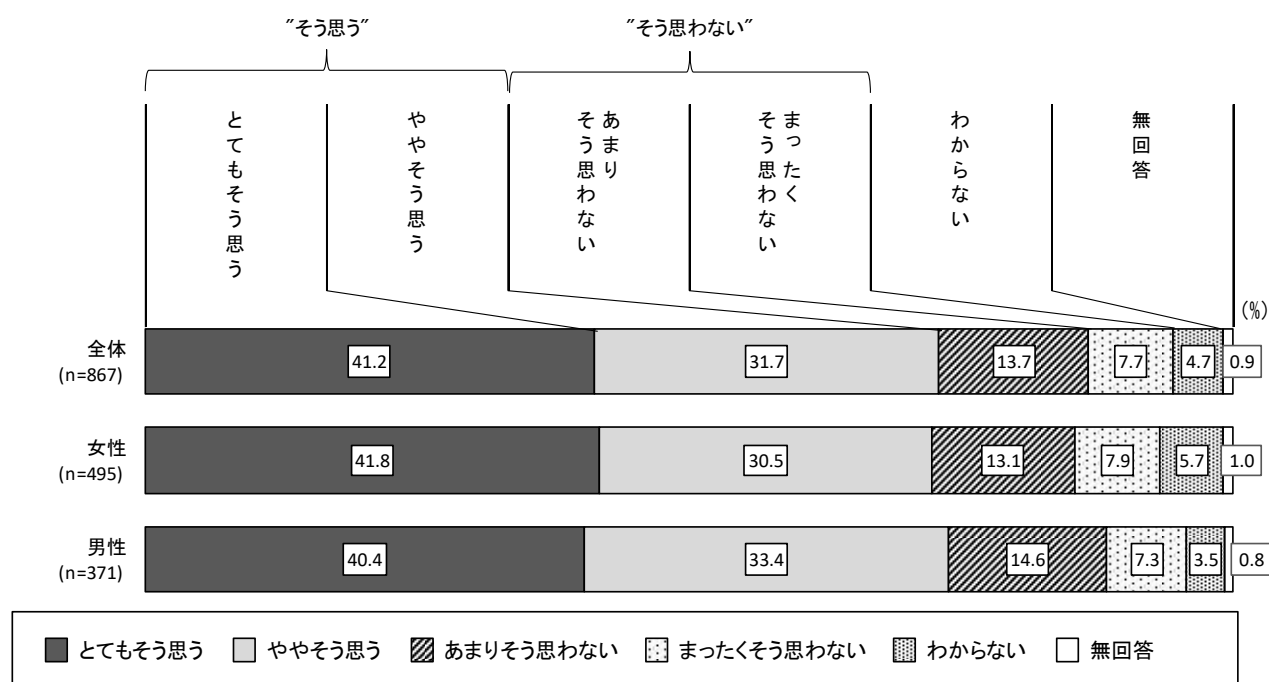 "そう思う"
"そう思わない"
とてもそう思う
ややそう思う
あまり
そう思わない
まったく
そう思わない
わからない
無回答
(%)
全体
(n=867)
41.2
31.7
13.7
7.7
4.7
0.9
女性
(n=495)
41.8
30.5
13.1
7.9
5.7
1.0
男性
(n=371)
40.4
33.4
14.6
7.3
3.5
0.8
とてもそう思う
ややそう思う
あまりそう思わない
まったくそう思わない
わからない
無回答